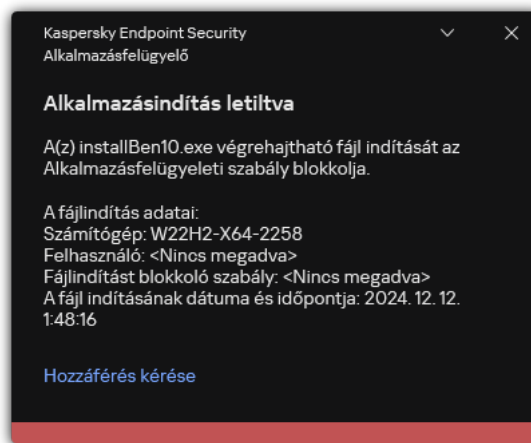 Kaspersky Endpoint Security
Alkalmazásfelügyelő
Alkalmazásindítás letiltva
A(z) installBen10.exe végrehajtható fájl indítását az
Alkalmazásfelügyeleti szabály blokkolja.
A fájlindítás adatai:
Számítógép: W22H2-X64-2258
Felhasználó: <Nincs megadva>
Fájlindítást blokkoló szabály: <Nincs megadva>
A fájl indításának dátuma és időpontja: 2024. 12. 12.
1:48:16
Hozzáférés kérése